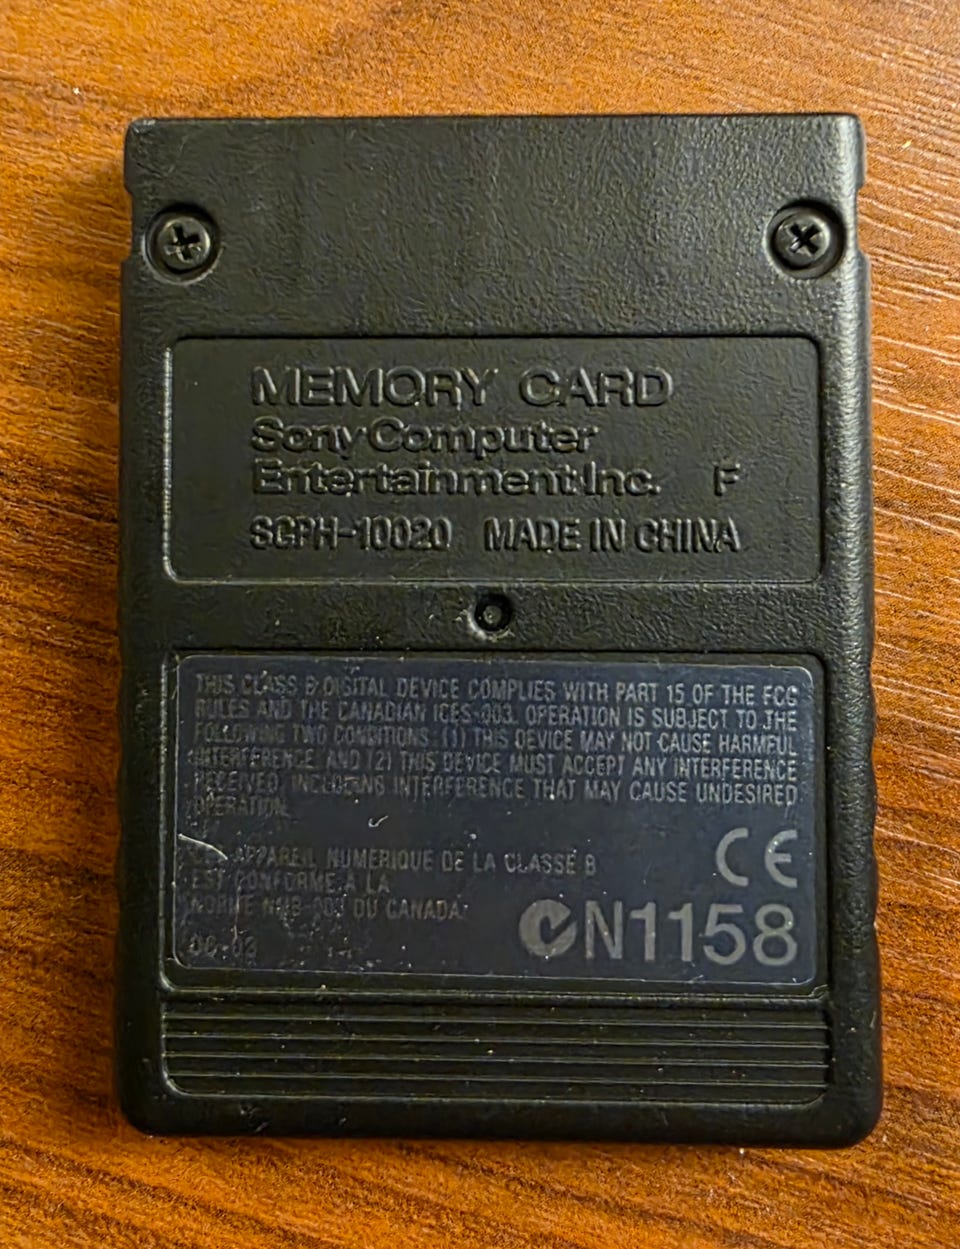 MEMORY CARD
Sony Computer
Entertainment Inc. F
SCPH-10020 MADE IN CHINA
THIS CLASS B DIGITAL DEVICE COMPLIES WITH PART 15 OF THE FCC
RULES AND THE CANADIAN ICES-003. OPERATION IS SUBJECT TO THE
FOLLOWING TWO CONDITIONS: (1) THIS DEVICE MAY NOT CAUSE HARMFUL
INTERFERENCE, AND (2) THIS DEVICE MUST ACCEPT ANY INTERFERENCE
RECEIVED, INCLUDING INTERFERENCE THAT MAY CAUSE UNDESIRED
OPERATION.
CET APPAREIL NUMERIQUE DE LA CLASSE B
EST CONFORME A LA
NORME NMB-003 DU CANADA.
CE
N1158